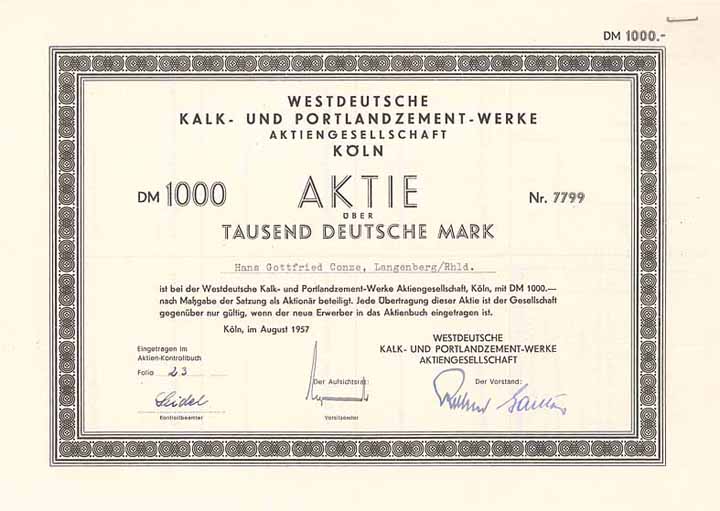 DM 1000.-
WESTDEUTSCHE
KALK- UND PORTLANDZEMENT-WERKE
AKTIENGESELLSCHAFT
KÖLN
DM 1000 AKTIE Nr. 7799
ÜBER
TAUSEND DEUTSCHE MARK
Hans Gottfried Conze, Langenberg/Rhld.
ist bei der Westdeutsche Kalk- und Portlandzement-Werke Aktiengesellschaft, Köln, mit DM 1000.—
nach Maßgabe der Satzung als Aktionär beteiligt. Jede Übertragung dieser Aktie ist der Gesellschaft
gegenüber nur gültig, wenn der neue Erwerber in das Aktienbuch eingetragen ist.
Köln, im August 1957
WESTDEUTSCHE
KALK- UND PORTLANDZEMENT-WERKE
AKTIENGESELLSCHAFT
Eingetragen im
Aktien-Kontrollbuch
Folio 23
Der Aufsichtsrat:
Der Vorstand:
Seidel
Kontrollbeamter
Vorsitzender